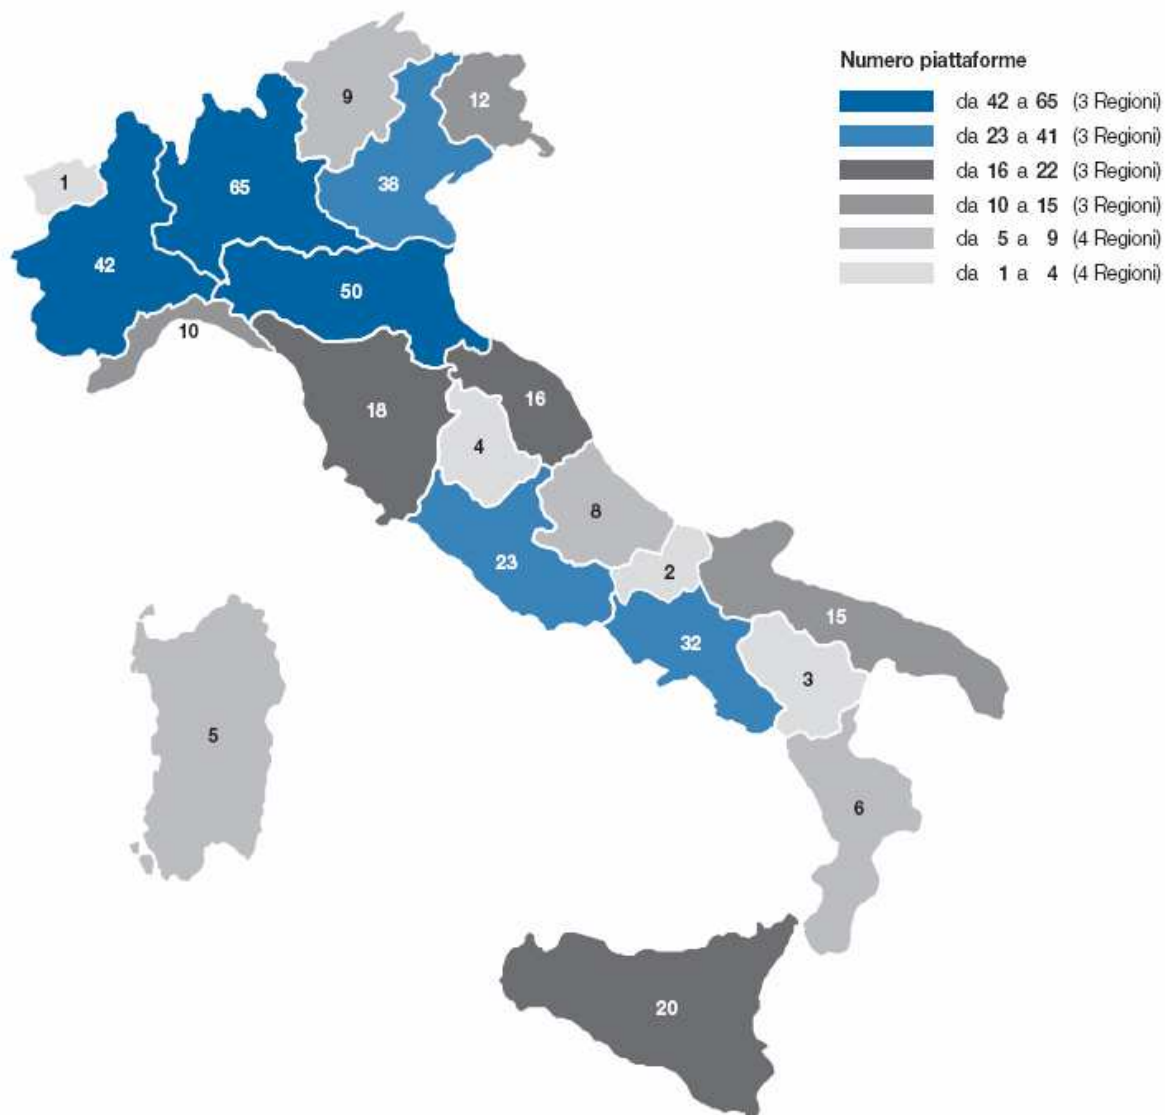 Numero piattaforme
da 42 a 65 (3 Regioni)
da 23 a 41 (3 Regioni)
da 16 a 22 (3 Regioni)
da 10 a 15 (3 Regioni)
da 5 a 9 (4 Regioni)
da 1 a 4 (4 Regioni)
9
12
1
65
38
42
50
10
18
16
4
8
23
2
15
32
3
5
6
20